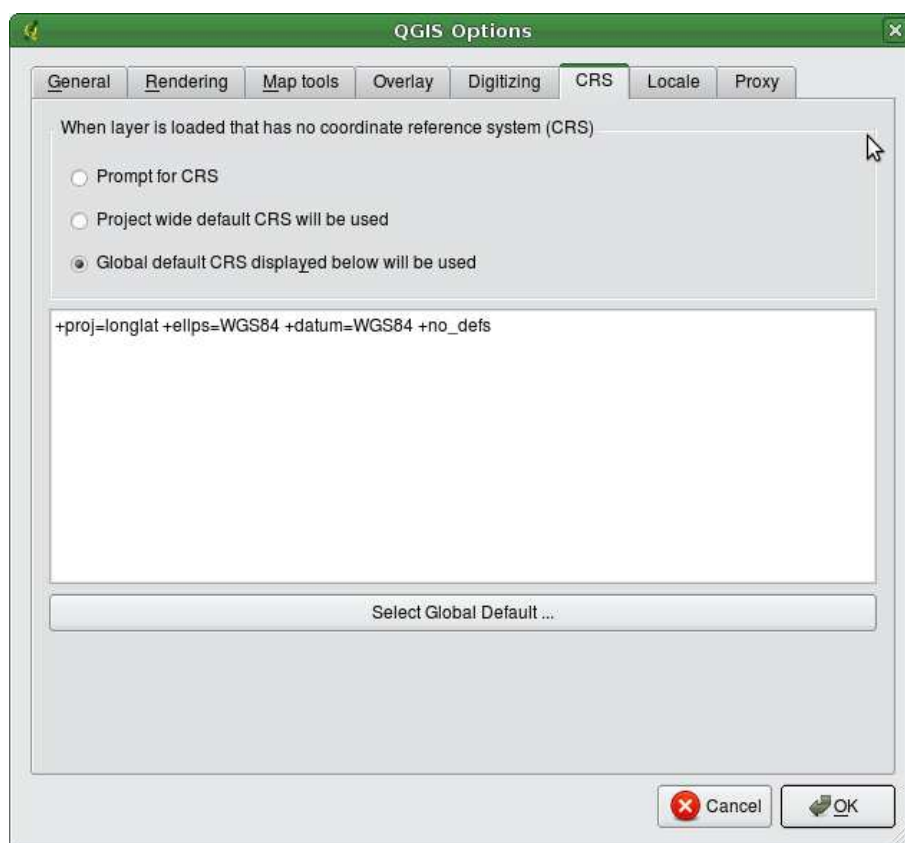 QGIS Options
General Rendering Map tools Overlay Digitizing CRS Locale Proxy
When layer is loaded that has no coordinate reference system (CRS)
Prompt for CRS
Project wide default CRS will be used
Global default CRS displayed below will be used
+proj=longlat +ellps=WGS84 +datum=WGS84 +no_defs
Select Global Default ...
Cancel OK